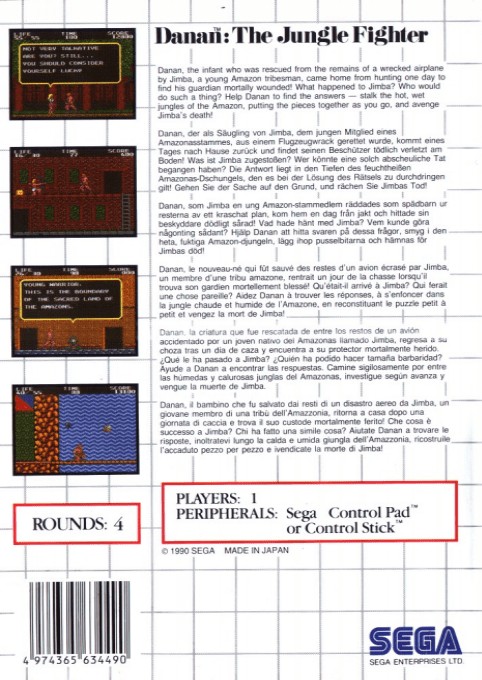 LIFE TIME SCORE
55/55 100 12000
NOT VERY TALKATIVE
ARE YOU? STILL...
YOU SHOULD CONSIDER
YOURSELF LUCKY
LIFE TIME SCORE
77
LIFE TIME SCORE
YOUNG WARRIOR.
THIS IS THE BOUNDARY
OF THE SACRED LAND OF
THE AMAZONS.
LIFE TIME SCORE
Danan:™ The Jungle Fighter
Danan, the infant who was rescued from the remains of a wrecked airplane
by Jimba, a young Amazon tribesman, came home from hunting one day to
find his guardian mortally wounded! What happened to Jimba? Who would
do such a thing? Help Danan to find the answers — stalk the hot, wet
jungles of the Amazon, putting the pieces together as you go, and avenge
Jimba's death!
Danan, der als Säugling von Jimba, dem jungen Mitglied eines
Amazonasstammes, aus einem Flugzeugwrack gerettet wurde, kommt eines
Tages nach Hause zurück und findet seinen Beschützer tödlich verletzt am
Boden! Was ist Jimba zugestoßen? Wer könnte eine solch abscheuliche Tat
begangen haben? Die Antwort liegt in den Tiefen des feuchtheißen
Amazonas-Dschungels, den es bei der Lösung des Rätsels zu durchdringen
gilt! Gehen Sie der Sache auf den Grund, und rächen Sie Jimbas Tod!
Danan, som Jimba en ung Amazon-stammedlem räddades som spädbarn ur
resterna av ett kraschat plan, kom hem en dag från jakt och hittade sin
beskyddare dödligt sårad! Vad hade hänt med Jimba? Vem kunde göra
någonting sådant? Hjälp Danan att hitta svaren på dessa frågor, smyg i den
heta, fuktiga Amazon-djungeln, lägg ihop pusselbitarna och hämnas för
Jimbas död!
Danan, le nouveau-né qui fût sauvé des restes d'un avion écrasé par Jimba,
un membre d'une tribu amazone, rentrait un jour de la chasse lorsqu'il
trouva son gardien mortellement blessé! Qu'était-il arrivé à Jimba? Qui ferait
une chose pareille? Aidez Danan à trouver les réponses, à s'enfoncer dans
la jungle chaude et humide de l'Amazone, en reconstituant le puzzle petit à
petit et vengez la mort de Jimba!
Danan, la criatura que fue rescatada de entre los restos de un avión
accidentado por un joven nativo del Amazonas llamado Jimba, regresa a su
choza tras un día de caza y encuentra a su protector mortalmente herido.
¿Qué le ha pasado a Jimba? ¿Quién ha podido hacer tamaña barbaridad?
Ayude a Danan a encontrar las respuestas. Camine sigilosamente por entre
las húmedas y calurosas junglas del Amazonas, investigue según avanza y
vengue la muerte de Jimba.
Danan, il bambino che fu salvato dai resti di un disastro aereo da Jimba, un
giovane membro di una tribù dell'Amazzonia, ritorna a casa dopo una
giornata di caccia e trova il suo custode mortalmente ferito! Che cosa è
successo a Jimba? Chi ha fatto una simile cosa? Aiutate Danan a trovare le
risposte, inoltratevi lungo la calda e umida giungla dell'Amazzonia, ricostruile
l'accaduto pezzo per pezzo e ivendicate la morte di Jimba!
ROUNDS: 4
PLAYERS: 1
PERIPHERALS: Sega Control Pad™
or Control Stick™
© 1990 SEGA MADE IN JAPAN
4 974365 634490
SEGA
SEGA ENTERPRISES LTD.